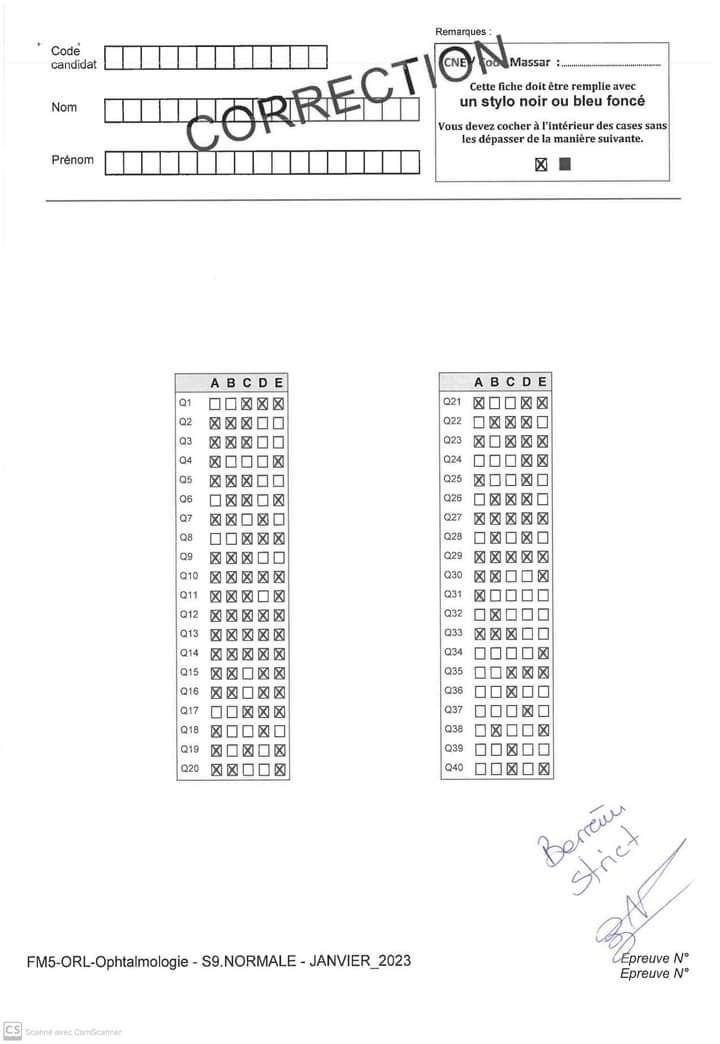 Remarques :
Code
candidat
CNE / Code Massar : ..........................
Cette fiche doit être remplie avec
un stylo noir ou bleu foncé
Nom
Vous devez cocher à l'intérieur des cases sans
les dépasser de la manière suivante.
Prénom
CORRECTION
A B C D E
Q1
Q2
Q3
Q4
Q5
Q6
Q7
Q8
Q9
Q10
Q11
Q12
Q13
Q14
Q15
Q16
Q17
Q18
Q19
Q20
A B C D E
Q21
Q22
Q23
Q24
Q25
Q26
Q27
Q28
Q29
Q30
Q31
Q32
Q33
Q34
Q35
Q36
Q37
Q38
Q39
Q40
strict
FM5-ORL-Ophtalmologie - S9.NORMALE - JANVIER_2023
Epreuve N°
Epreuve N°
CS Scanné avec CamScanner